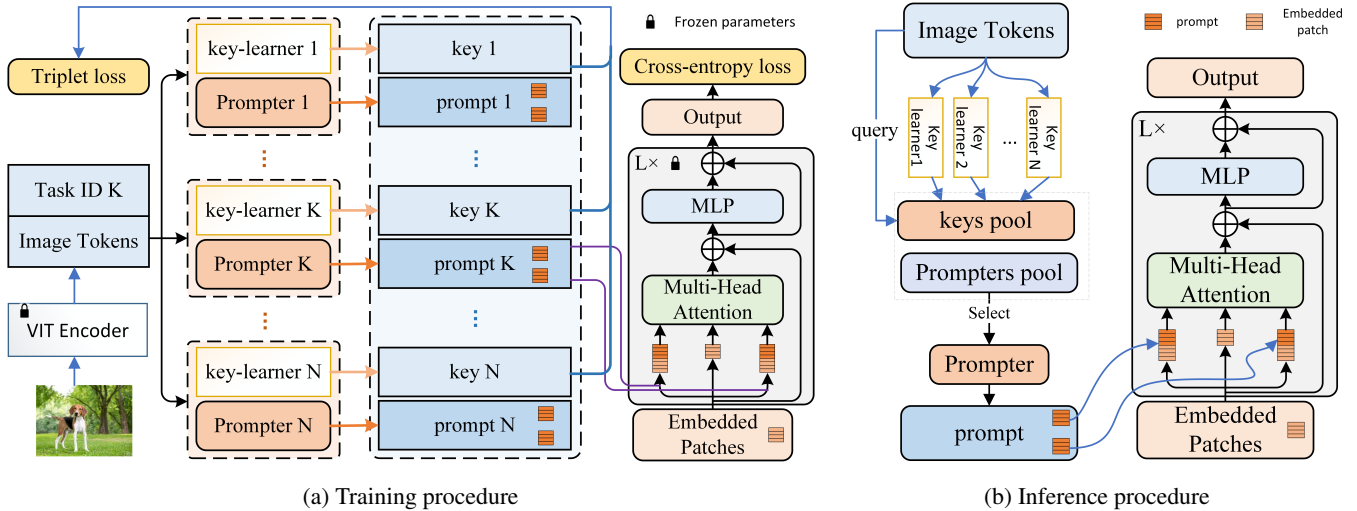 Triplet loss
key-learner 1
Prompter 1
key 1
prompt 1
Frozen parameters
Cross-entropy loss
Output
L×
MLP
Multi-Head
Attention
Embedded
Patches
Task ID K
Image Tokens
VIT Encoder
...
key-learner K
Prompter K
...
key K
prompt K
...
key-learner N
Prompter N
...
key N
prompt N
(a) Training procedure
Image Tokens
query
Key
learner1
Key
learner 2
...
Key
learner N
keys pool
Prompters pool
Select
Prompter
prompt
prompt
Embedded
patch
Output
L×
MLP
Multi-Head
Attention
Embedded
Patches
(b) Inference procedure